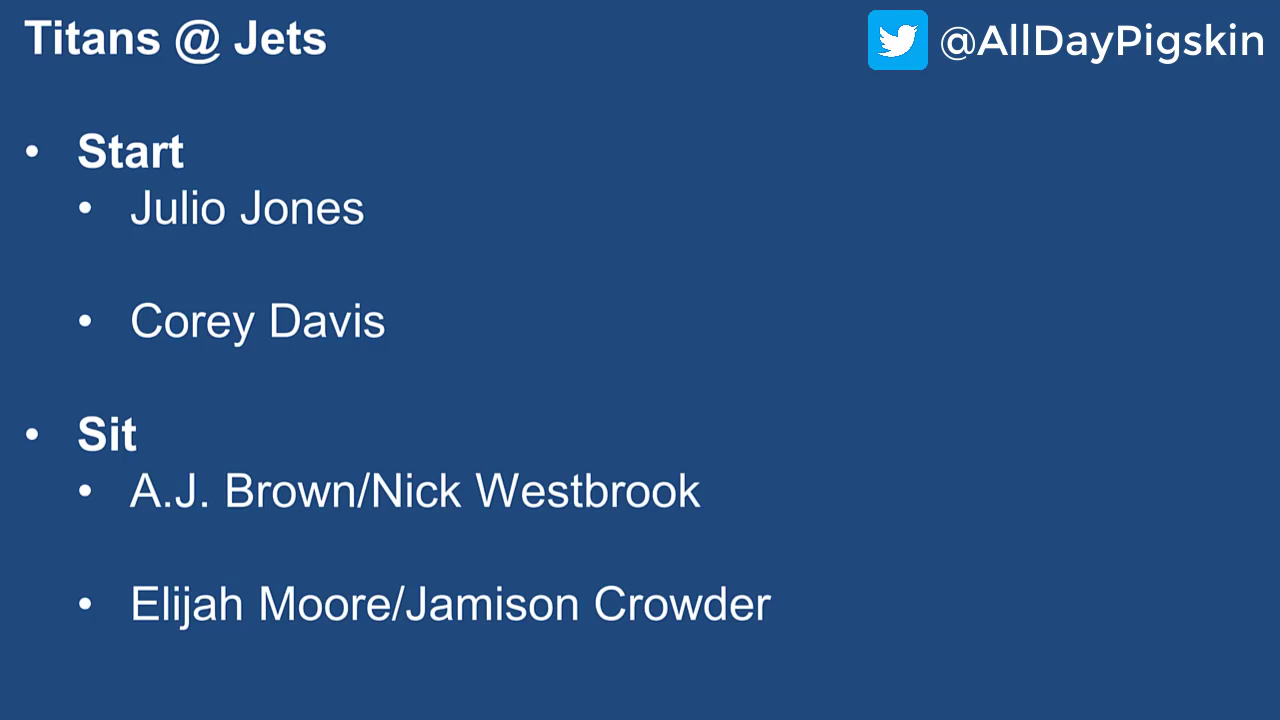 Titans @ Jets
@AllDayPigskin
• Start
• Julio Jones
• Corey Davis
• Sit
• A.J. Brown/Nick Westbrook
• Elijah Moore/Jamison Crowder